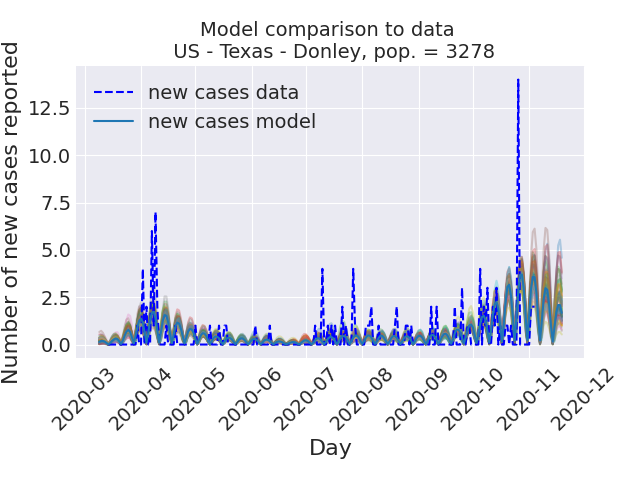 Model comparison to data
US - Texas - Donley, pop. = 3278
Number of new cases reported
12.5
10.0
7.5
5.0
2.5
0.0
new cases data
new cases model
2020-03
2020-04
2020-05
2020-06
2020-07
2020-08
2020-09
2020-10
2020-11
2020-12
Day